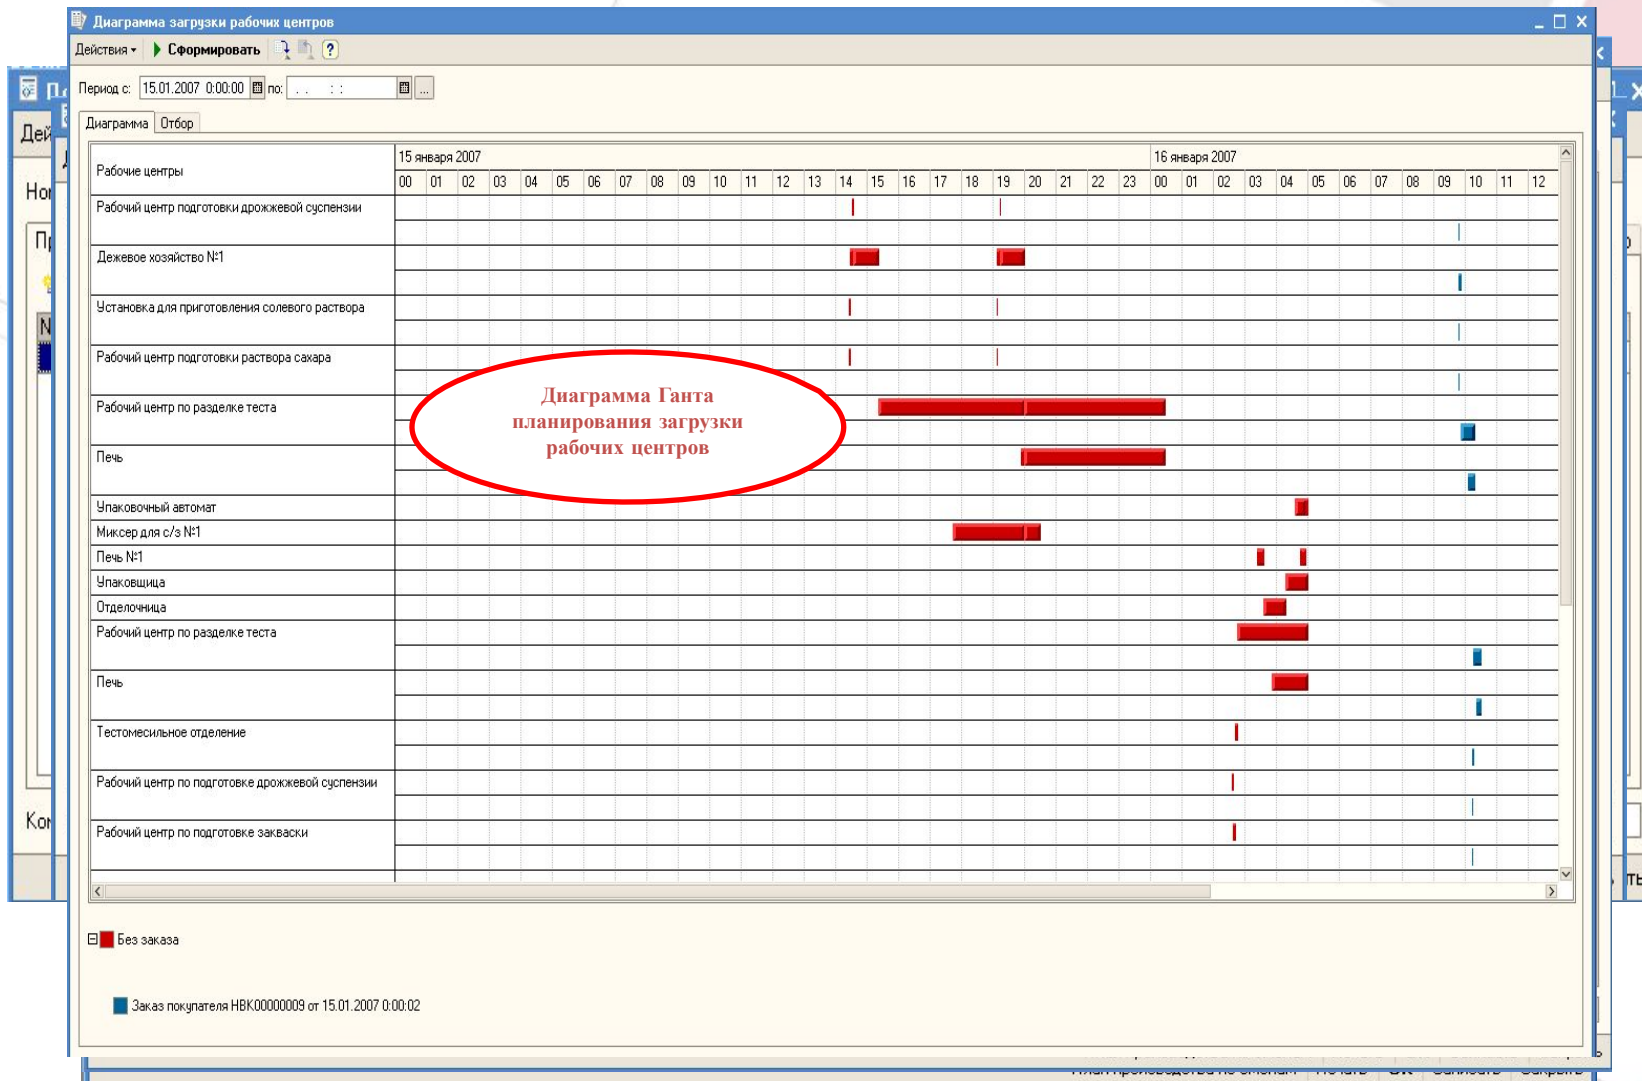 Диаграмма загрузки рабочих центров
Действия Сформировать
Период с: 15.01.2007 0:00:00 по: . . : : ...
Диаграмма Отбор
Рабочие центры
15 января 2007 16 января 2007
00 01 02 03 04 05 06 07 08 09 10 11 12 13 14 15 16 17 18 19 20 21 22 23 00 01 02 03 04 05 06 07 08 09 10 11 12
Рабочий центр подготовки дрожжевой суспензии
Дежевое хозяйство №1
Установка для приготовления солевого раствора
Рабочий центр подготовки раствора сахара
Диаграмма Ганта
планирования загрузки
рабочих центров
Рабочий центр по разделке теста
Печь
Упаковочный автомат
Миксер для с/з №1
Печь №1
Упаковщица
Отделочница
Рабочий центр по разделке теста
Печь
Тестомесильное отделение
Рабочий центр по подготовке дрожжевой суспензии
Рабочий центр по подготовке закваски
Без заказа
Заказ покупателя НВК00000009 от 15.01.2007 0:00:02